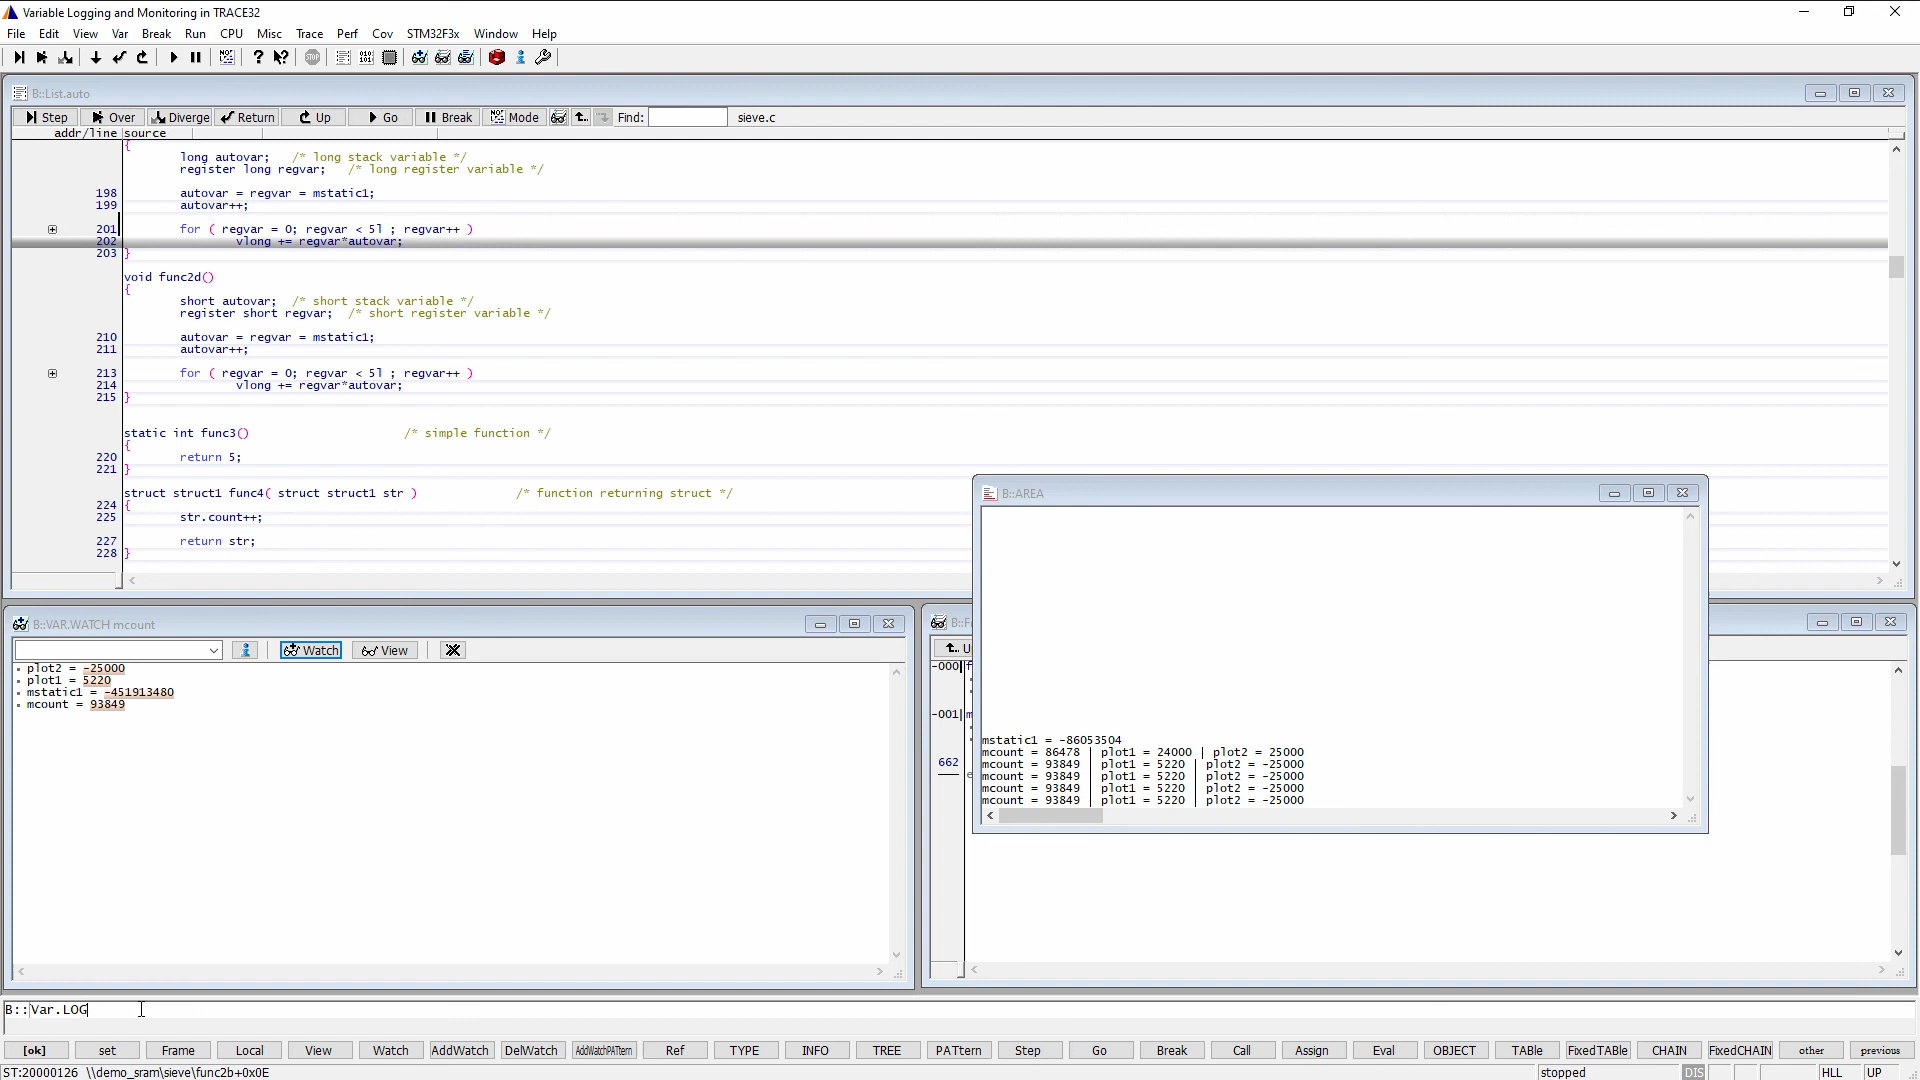 Variable Logging and Monitoring in TRACE32
File Edit View Var Break Run CPU Misc Trace Perf Cov STM32F3x Window Help
B::List.auto
Step Over Diverge Return Up Go Break Mode Find: sieve.c
addr/line source
{
long autovar; /* long stack variable */
register long regvar; /* long register variable */
198 autovar = regvar = mstatic1;
199 autovar++;
201 for ( regvar = 0; regvar < 5l ; regvar++ )
202 vlong += regvar*autovar;
203 }
void func2d()
{
short autovar; /* short stack variable */
register short regvar; /* short register variable */
210 autovar = regvar = mstatic1;
211 autovar++;
213 for ( regvar = 0; regvar < 5l ; regvar++ )
214 vlong += regvar*autovar;
215 }
static int func3() /* simple function */
{
220 return 5;
221 }
struct struct1 func4( struct struct1 str ) /* function returning struct */
224 {
225 str.count++;
227 return str;
228 }
B::AREA
mstatic1 = -86053504
mcount = 86478 | plot1 = 24000 | plot2 = 25000
mcount = 93849 | plot1 = 5220 | plot2 = -25000
mcount = 93849 | plot1 = 5220 | plot2 = -25000
mcount = 93849 | plot1 = 5220 | plot2 = -25000
mcount = 93849 | plot1 = 5220 | plot2 = -25000
B::VAR.WATCH mcount
Watch View
plot2 = -25000
plot1 = 5220
mstatic1 = -451913480
mcount = 93849
-000
-001
662
B::Var.LOG
[ok] set Frame Local View Watch AddWatch DelWatch AddWatchPATtern Ref TYPE INFO TREE PATtern Step Go Break Call Assign Eval OBJECT TABle FixedTABle CHAIN FixedCHAIN other previous
ST:20000126 \\demo_sram\sieve\func2b+0x0E stopped DIS HLL UP